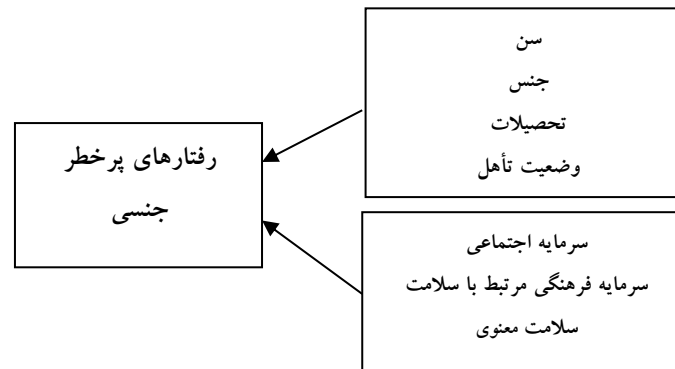 سن
جنس
تحصیلات
وضعیت تأهل
رفتارهای پرخطر
جنسی
سرمایه اجتماعی
سرمایه فرهنگی مرتبط با سلامت
سلامت معنوی